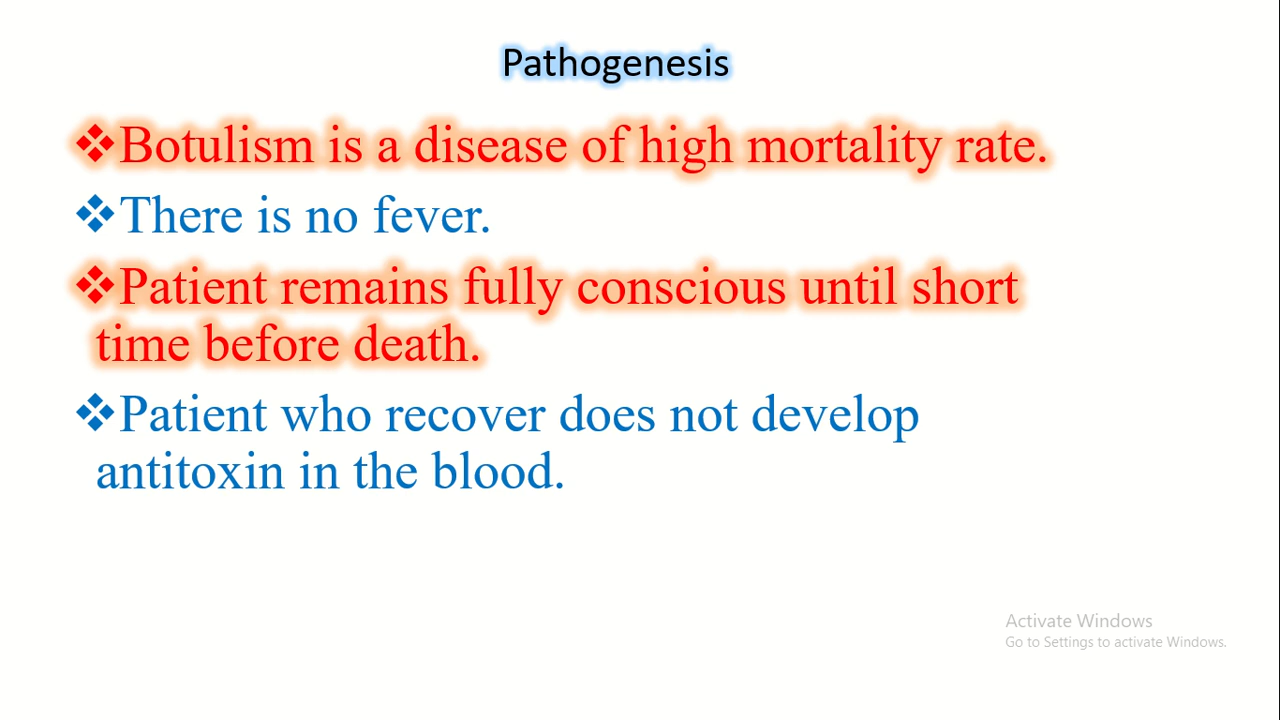 Pathogenesis
❖Botulism is a disease of high mortality rate.
❖There is no fever.
❖Patient remains fully conscious until short
time before death.
❖Patient who recover does not develop
antitoxin in the blood.
Activate Windows
Go to Settings to activate Windows.